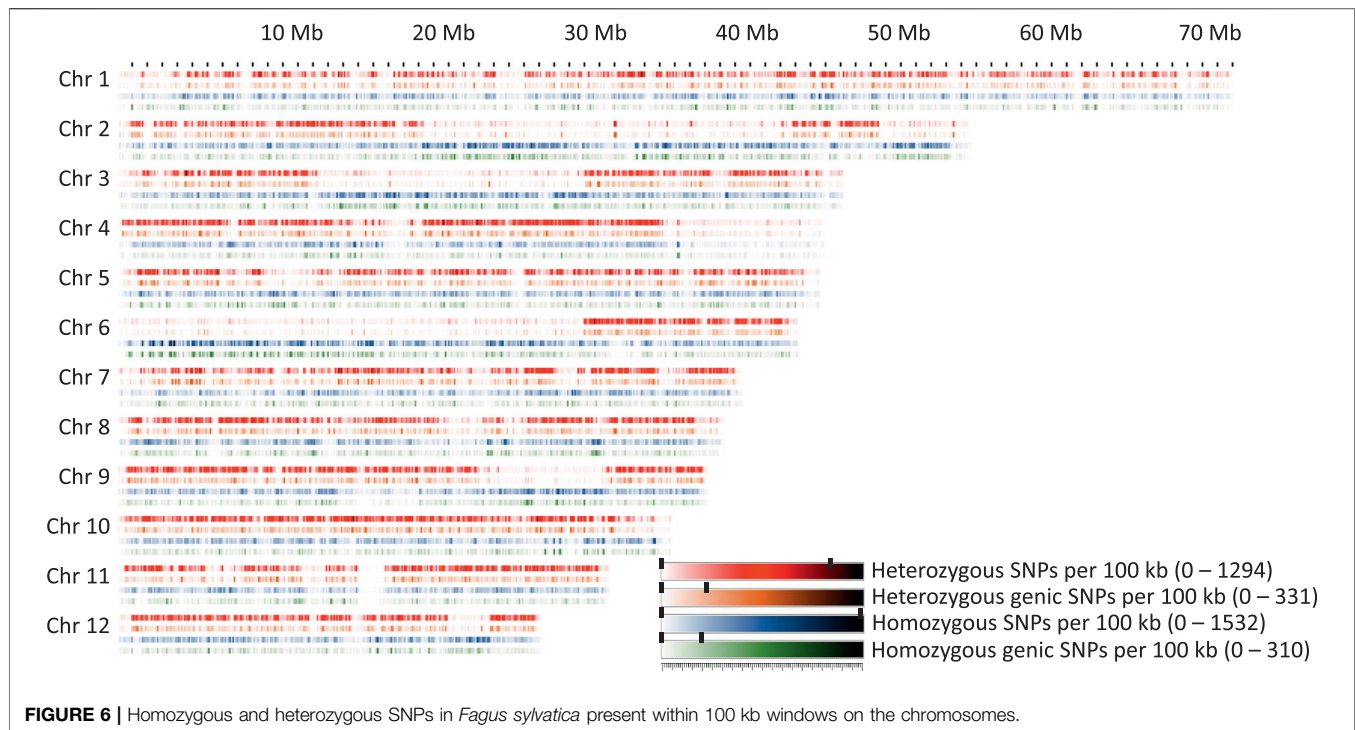 10 Mb 20 Mb 30 Mb 40 Mb 50 Mb 60 Mb 70 Mb
Chr 1
Chr 2
Chr 3
Chr 4
Chr 5
Chr 6
Chr 7
Chr 8
Chr 9
Chr 10
Chr 11
Chr 12
Heterozygous SNPs per 100 kb (0 – 1294)
Heterozygous genic SNPs per 100 kb (0 – 331)
Homozygous SNPs per 100 kb (0 – 1532)
Homozygous genic SNPs per 100 kb (0 – 310)
FIGURE 6 | Homozygous and heterozygous SNPs in Fagus sylvatica present within 100 kb windows on the chromosomes.